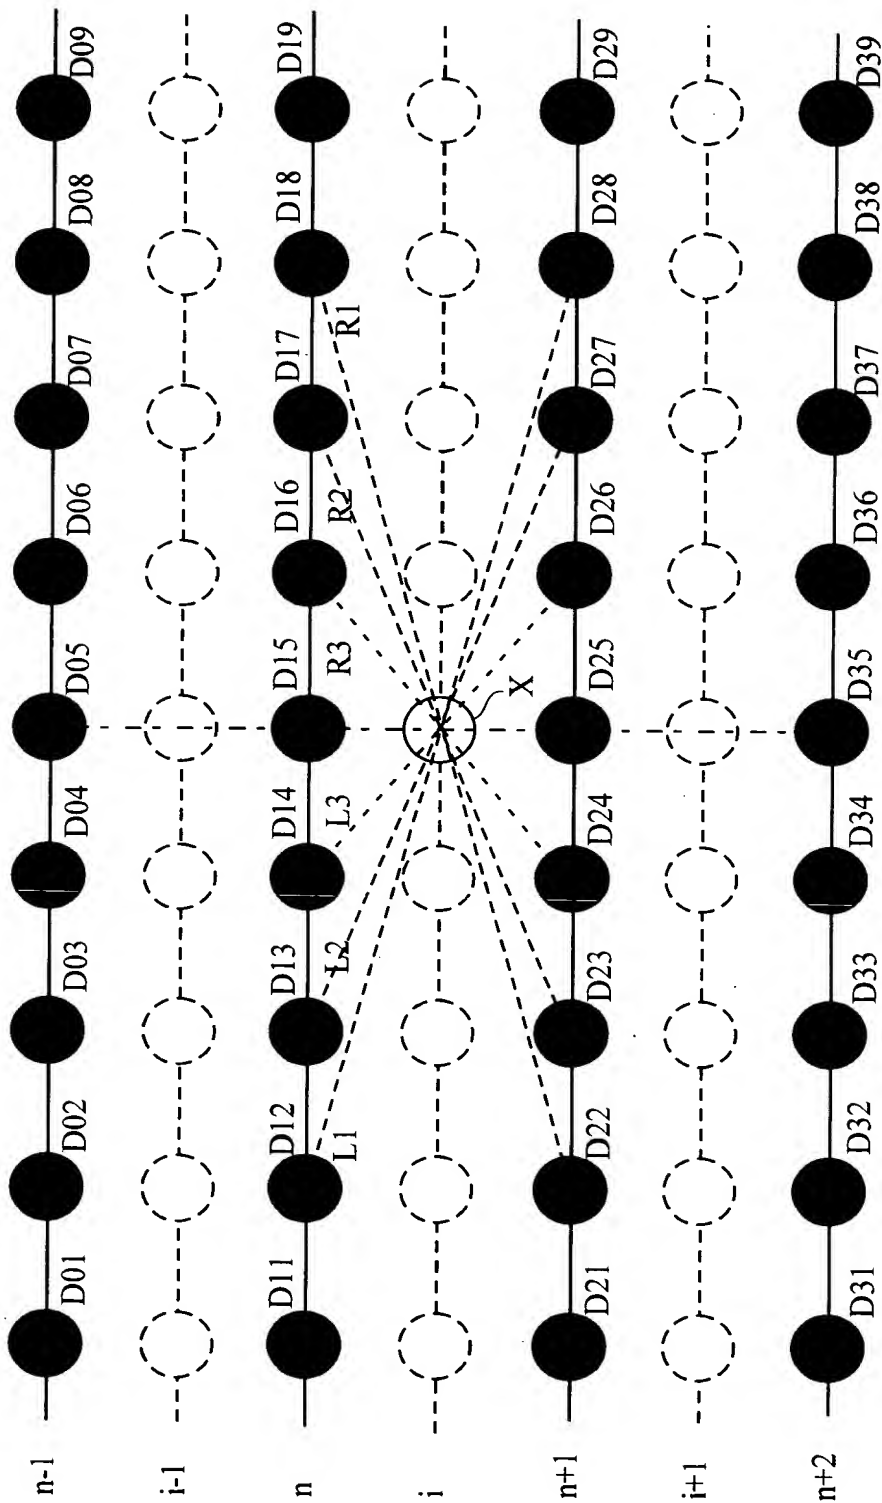 n-1 D01 D02 D03 D04 D05 D06 D07 D08 D09
i-1
n D11 D12 D13 D14 D15 D16 D17 D18 D19
L1 L2 L3 R3 R2 R1
i
X
n+1 D21 D22 D23 D24 D25 D26 D27 D28 D29
i+1
n+2 D31 D32 D33 D34 D35 D36 D37 D38 D39